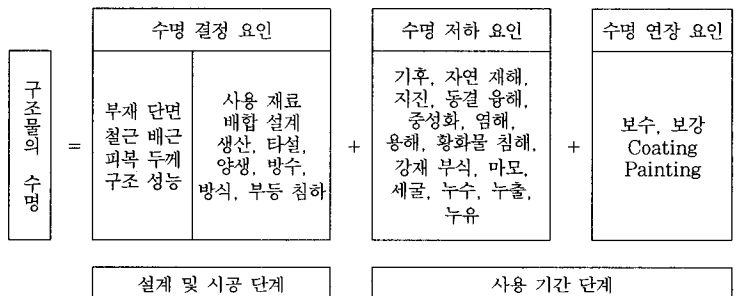 구조물의 수명
=
수명 결정 요인
부재 단면
철근 배근
피복 두께
구조 성능
사용 재료
배합 설계
생산, 타설,
양생, 방수,
방식, 부등 침하
+
수명 저하 요인
기후, 자연 재해,
지진, 동결 융해,
중성화, 염해,
용해, 황화물 침해,
강재 부식, 마모,
세굴, 누수, 누출,
누유
+
수명 연장 요인
보수, 보강
Coating
Painting
설계 및 시공 단계
사용 기간 단계